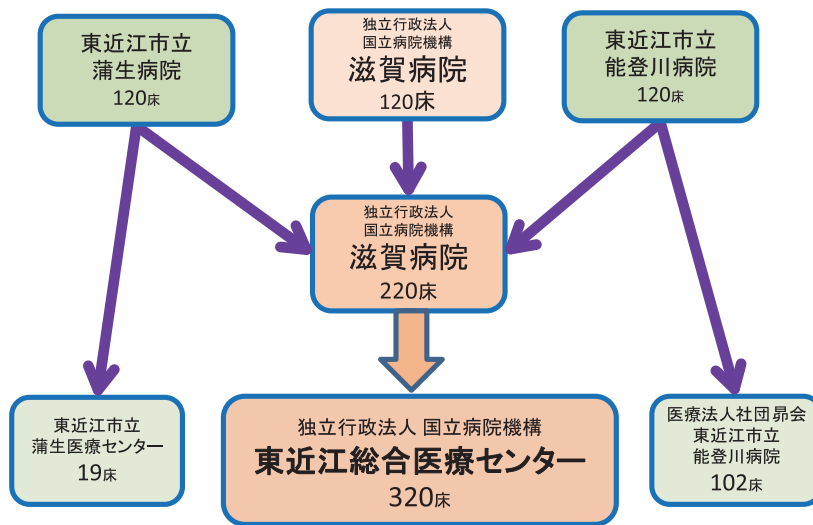 東近江市立
蒲生病院
120床
独立行政法人
国立病院機構
滋賀病院
120床
東近江市立
能登川病院
120床
独立行政法人
国立病院機構
滋賀病院
220床
東近江市立
蒲生医療センター
19床
独立行政法人 国立病院機構
東近江総合医療センター
320床
医療法人社団昴会
東近江市立
能登川病院
102床